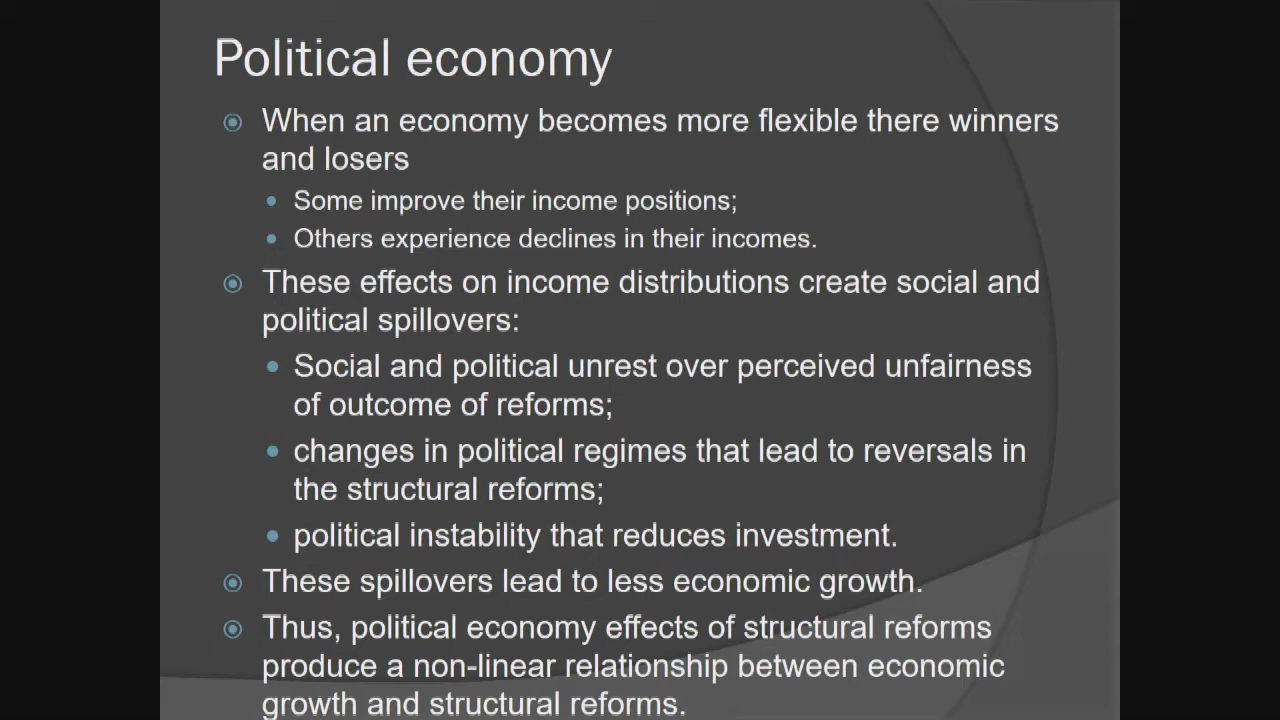 Political economy
When an economy becomes more flexible there winners
and losers
Some improve their income positions;
Others experience declines in their incomes.
These effects on income distributions create social and
political spillovers:
Social and political unrest over perceived unfairness
of outcome of reforms;
changes in political regimes that lead to reversals in
the structural reforms;
political instability that reduces investment.
These spillovers lead to less economic growth.
Thus, political economy effects of structural reforms
produce a non-linear relationship between economic
growth and structural reforms.